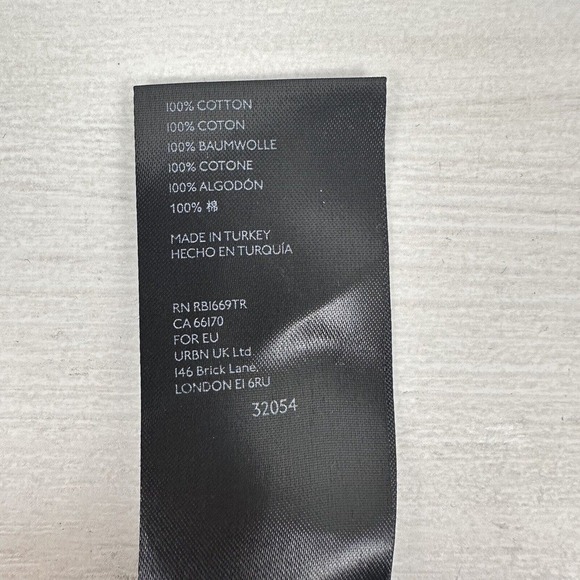 100% COTTON
100% COTON
100% BAUMWOLLE
100% COTONE
100% ALGODÓN
100% 棉
MADE IN TURKEY
HECHO EN TURQUÍA
RN RB1669TR
CA 66170
FOR EU
URBN UK Ltd
146 Brick Lane,
LONDON E1 6RU
32054